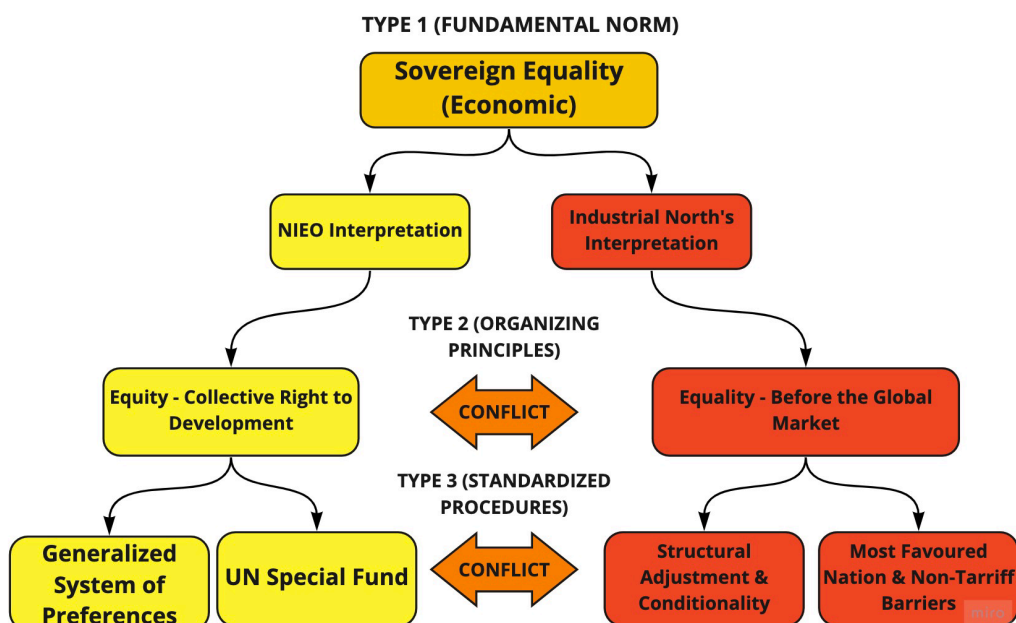 TYPE 1 (FUNDAMENTAL NORM)
Sovereign Equality
(Economic)
NIEO Interpretation
Industrial North's
Interpretation
TYPE 2 (ORGANIZING
PRINCIPLES)
Equity - Collective Right to
Development
CONFLICT
Equality - Before the Global
Market
TYPE 3 (STANDARDIZED
PROCEDURES)
Generalized
System of
Preferences
UN Special Fund
CONFLICT
Structural
Adjustment &
Conditionality
Most Favoured
Nation & Non-Tarriff
Barriers
miro